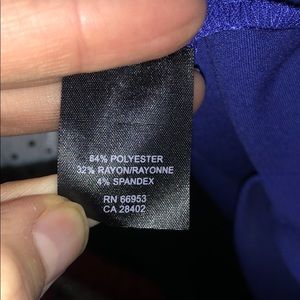 64% POLYESTER
32% RAYON/RAYONNE
4% SPANDEX
RN 66953
CA 28402